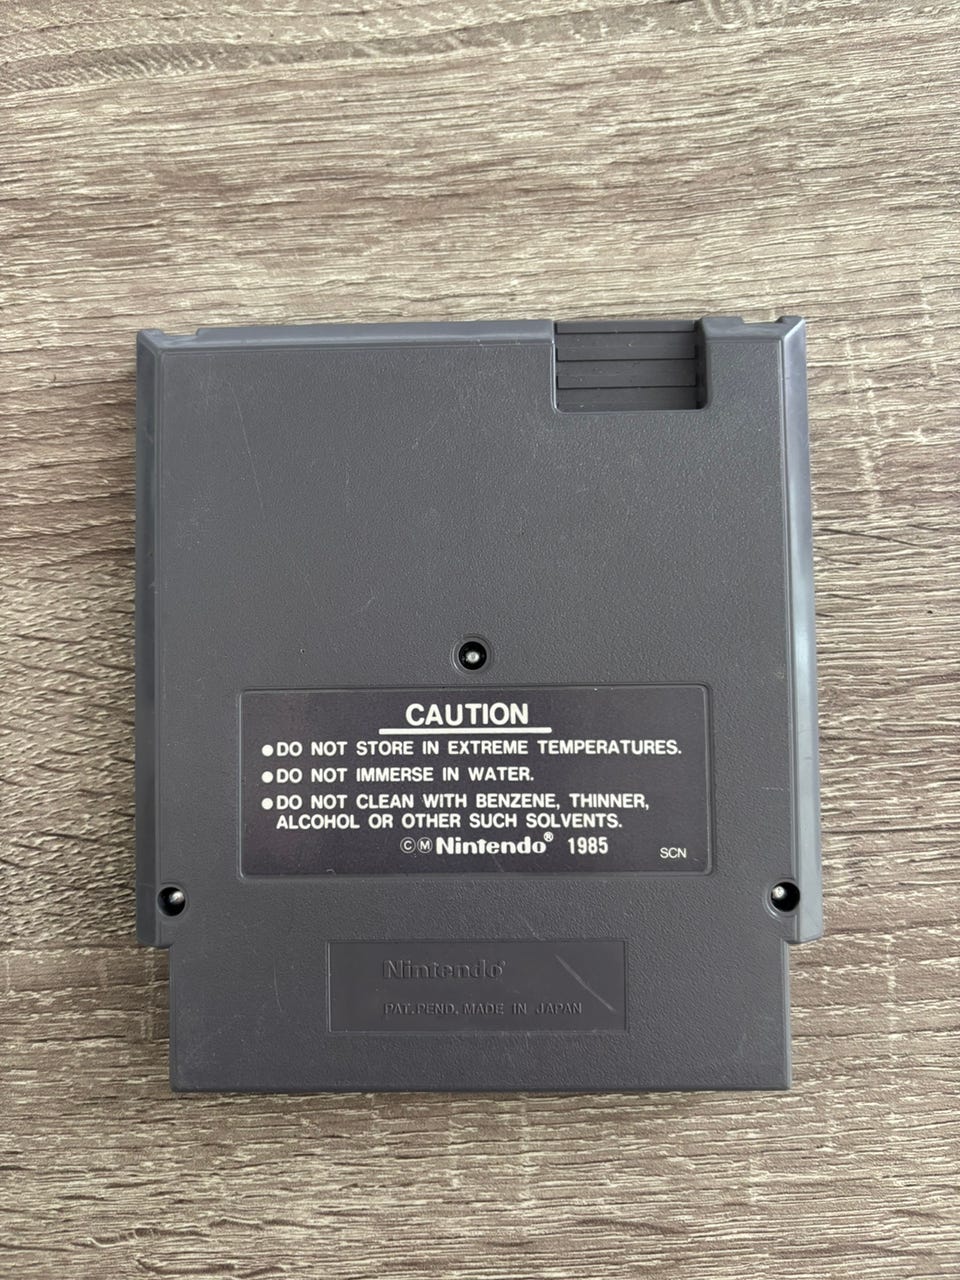 CAUTION
●DO NOT STORE IN EXTREME TEMPERATURES.
●DO NOT IMMERSE IN WATER.
●DO NOT CLEAN WITH BENZENE, THINNER,
ALCOHOL OR OTHER SUCH SOLVENTS.
ⒸⓂNintendo® 1985
SCN
Nintendo®
PAT. PEND. MADE IN JAPAN